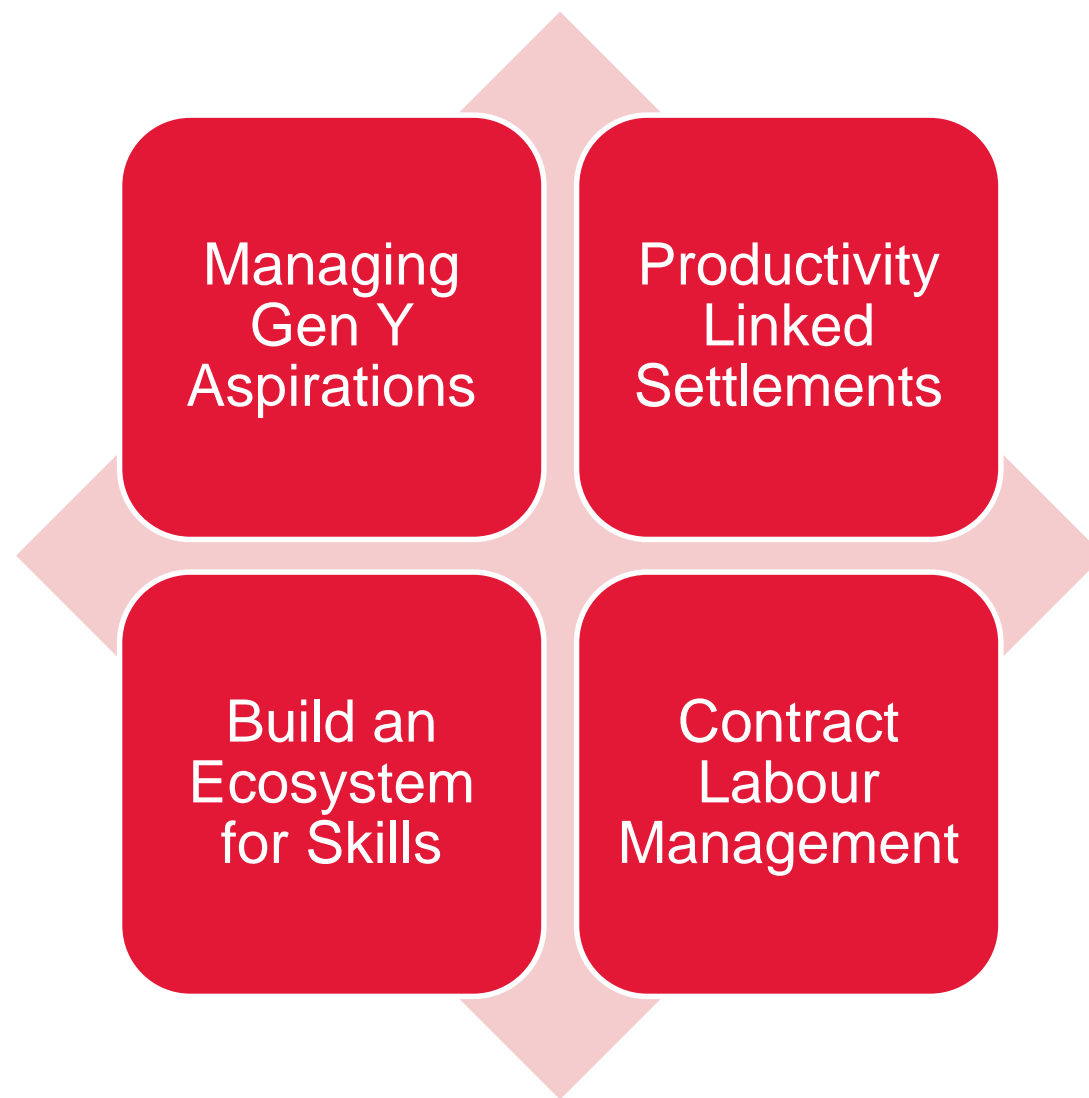 Managing
Gen Y
Aspirations
Productivity
Linked
Settlements
Build an
Ecosystem
for Skills
Contract
Labour
Management